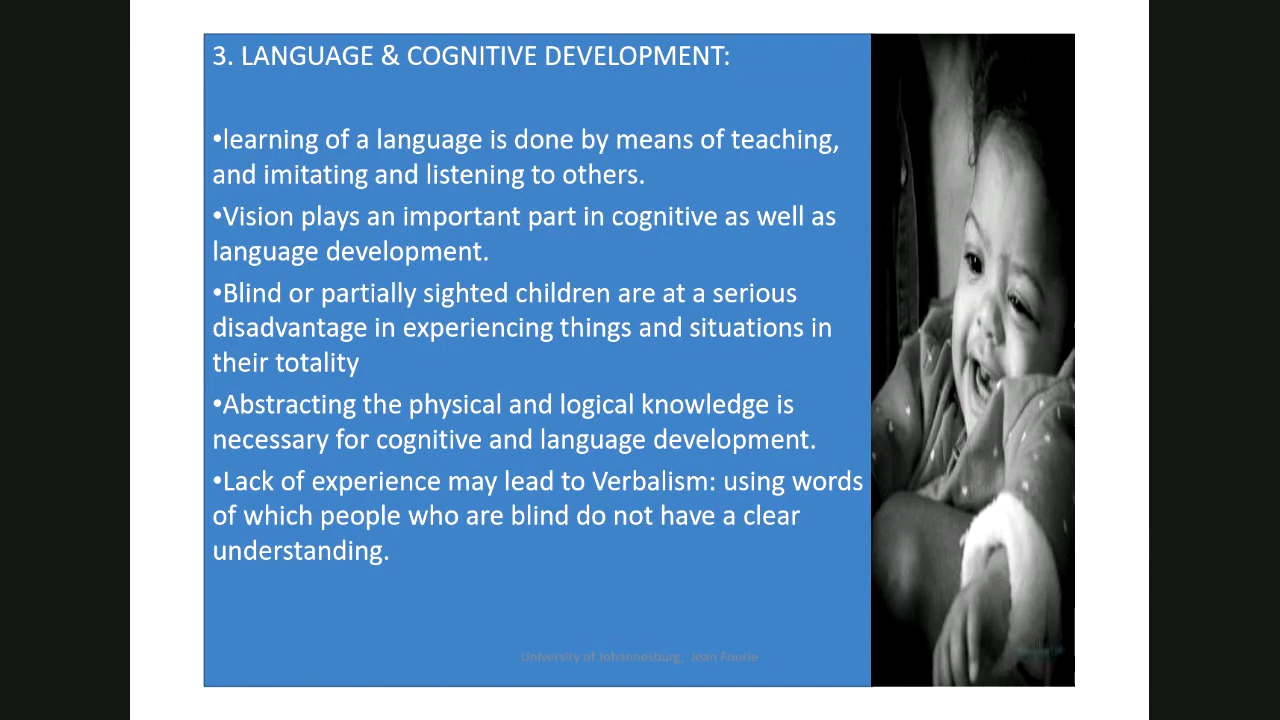 3. LANGUAGE & COGNITIVE DEVELOPMENT:
•learning of a language is done by means of teaching,
and imitating and listening to others.
•Vision plays an important part in cognitive as well as
language development.
•Blind or partially sighted children are at a serious
disadvantage in experiencing things and situations in
their totality
•Abstracting the physical and logical knowledge is
necessary for cognitive and language development.
•Lack of experience may lead to Verbalism: using words
of which people who are blind do not have a clear
understanding.
University of Johannesburg, Jean Fourie